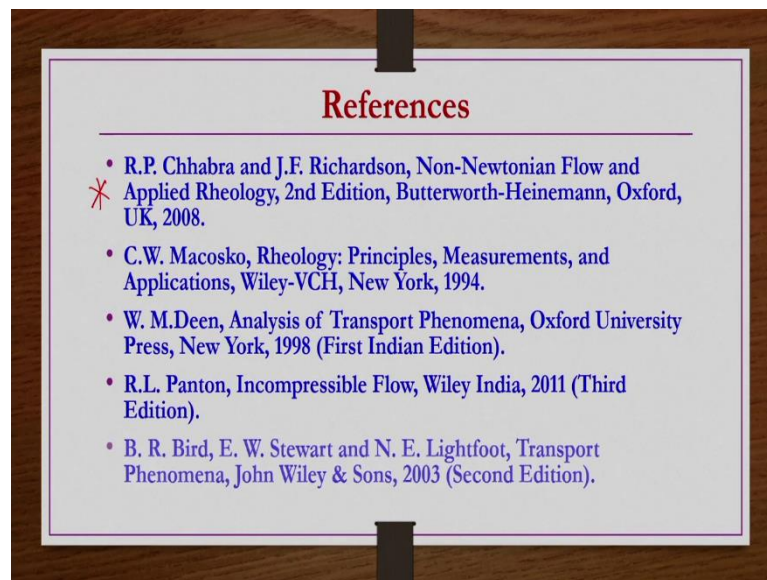 References
• R.P. Chhabra and J.F. Richardson, Non-Newtonian Flow and
Applied Rheology, 2nd Edition, Butterworth-Heinemann, Oxford,
UK, 2008.
• C.W. Macosko, Rheology: Principles, Measurements, and
Applications, Wiley-VCH, New York, 1994.
• W. M.Deen, Analysis of Transport Phenomena, Oxford University
Press, New York, 1998 (First Indian Edition).
• R.L. Panton, Incompressible Flow, Wiley India, 2011 (Third
Edition).
• B. R. Bird, E. W. Stewart and N. E. Lightfoot, Transport
Phenomena, John Wiley & Sons, 2003 (Second Edition).